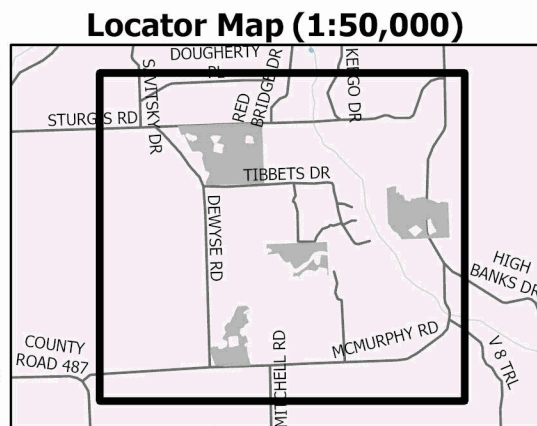 Locator Map (1:50,000)
DOUGHERTY
PL
SAVITSKY DR
RED
BRIDGE DR
KERGO DR
STURGIS RD
TIBBETS DR
DEWYSE RD
HIGH
BANKS DR
COUNTY
ROAD 487
MITCHELL RD
MCMURPHY RD
V 8 TRL